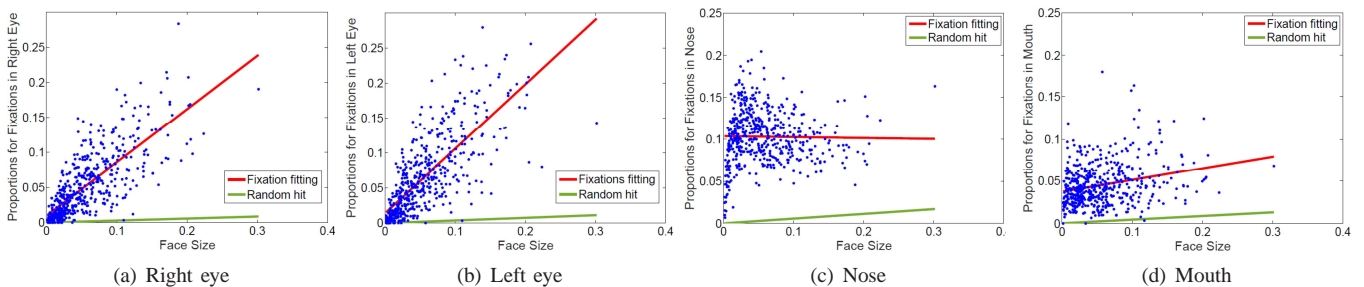 Proportions for Fixations in Right Eye
0.25
0.2
0.15
0.1
0.05
0
0
0.1
0.2
0.3
0.4
Face Size
Fixation fitting
Random hit
(a) Right eye
Proportions for Fixations in Left Eye
0.25
0.2
0.15
0.1
0.05
0
0
0.1
0.2
0.3
0.4
Face Size
Fixations fitting
Random hit
(b) Left eye
Proportions for Fixations in Nose
0.25
0.2
0.15
0.1
0.05
0
0
0.1
0.2
0.3
0.4
Face Size
Fixation fitting
Random hit
(c) Nose
Proportions for Fixations in Mouth
0.25
0.2
0.15
0.1
0.05
0
0
0.1
0.2
0.3
0.4
Face Size
Fixation fitting
Random hit
(d) Mouth